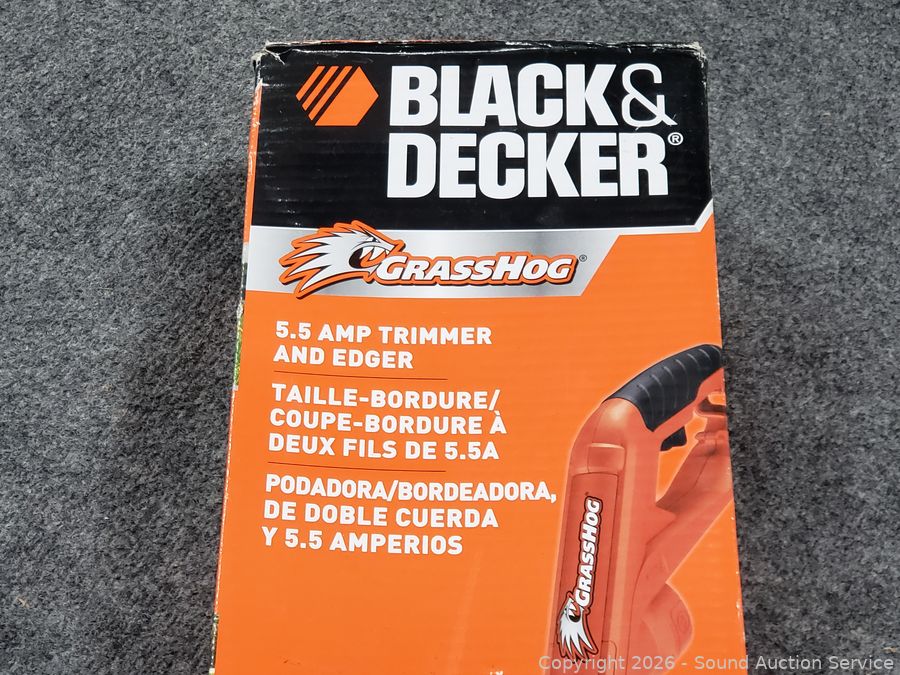 BLACK&
DECKER®
GRASSHOG®
5.5 AMP TRIMMER
AND EDGER
TAILLE-BORDURE/
COUPE-BORDURE À
DEUX FILS DE 5.5A
PODADORA/BORDEADORA,
DE DOBLE CUERDA
Y 5.5 AMPERIOS
GRASSHOG
Copyright 2026 - Sound Auction Service